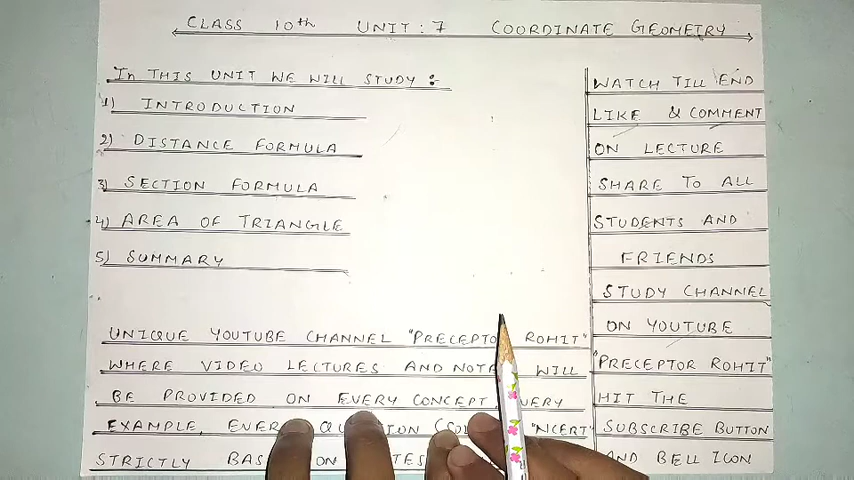 CLASS 10th UNIT : 7 COORDINATE GEOMETRY
IN THIS UNIT WE WILL STUDY :-
1) INTRODUCTION
2) DISTANCE FORMULA
3) SECTION FORMULA
4) AREA OF TRIANGLE
5) SUMMARY
UNIQUE YOUTUBE CHANNEL "PRECEPTO ROHIT"
WHERE VIDEO LECTURES AND WILL
BE PROVIDED ON EVERY CONCEPT,
EXAMPLE, "NCERT"
STRICTLY ON
WATCH TILL END
LIKE & COMMENT
ON LECTURE
SHARE TO ALL
STUDENTS AND
FRIENDS
STUDY CHANNEL
ON YOUTUBE
"PRECEPTOR ROHIT"
HIT THE
SUBSCRIBE BUTTON
AND BELL ICON